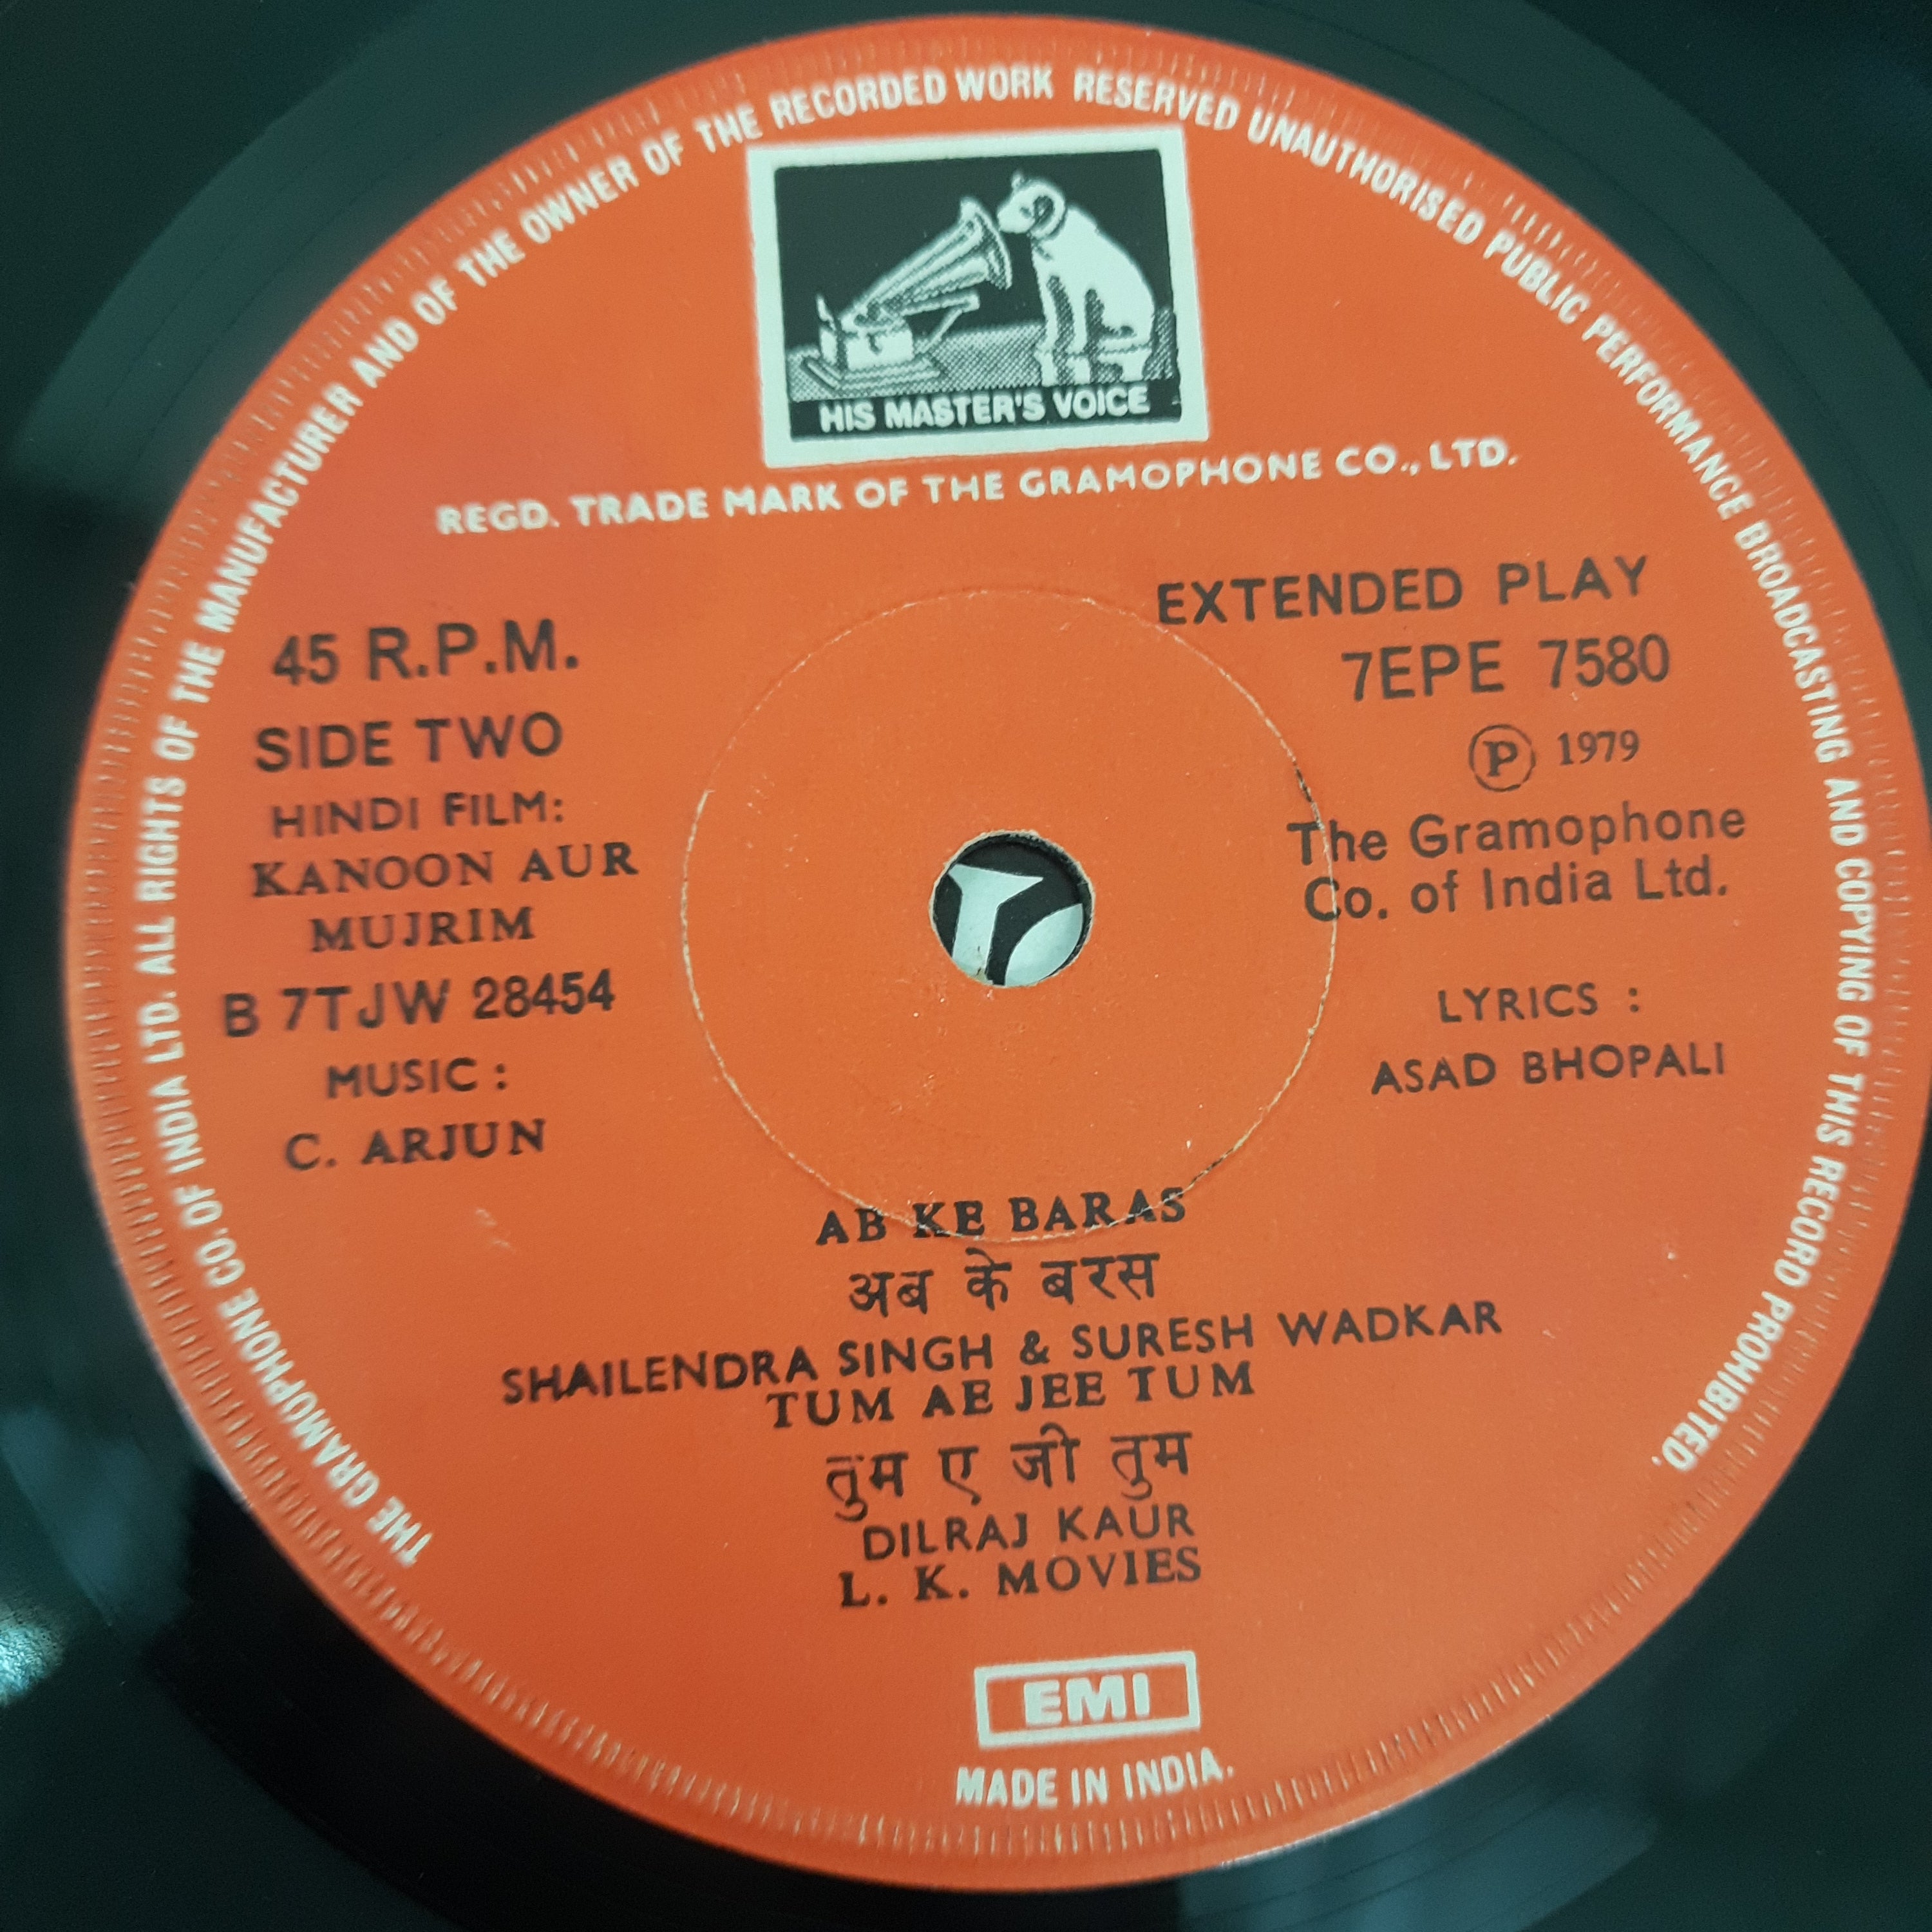 THE GRAMOPHONE CO. OF INDIA LTD. ALL RIGHTS OF THE MANUFACTURER AND OF THE OWNER OF THE RECORDED WORK RESERVED UNAUTHORISED PUBLIC PERFORMANCE BROADCASTING AND COPYING OF THIS RECORD PROHIBITED.
HIS MASTER'S VOICE
REGD. TRADE MARK OF THE GRAMOPHONE CO., LTD.
45 R.P.M.
SIDE TWO
HINDI FILM:
KANOON AUR
MUJRIM
B 7TJW 28454
MUSIC :
C. ARJUN
EXTENDED PLAY
7EPE 7580
Ⓟ 1979
The Gramophone
Co. of India Ltd.
LYRICS :
ASAD BHOPALI
AB KE BARAS
अब के बरस
SHAILENDRA SINGH & SURESH WADKAR
TUM AE JEE TUM
तुम ए जी तुम
DILRAJ KAUR
L. K. MOVIES
EMI
MADE IN INDIA.